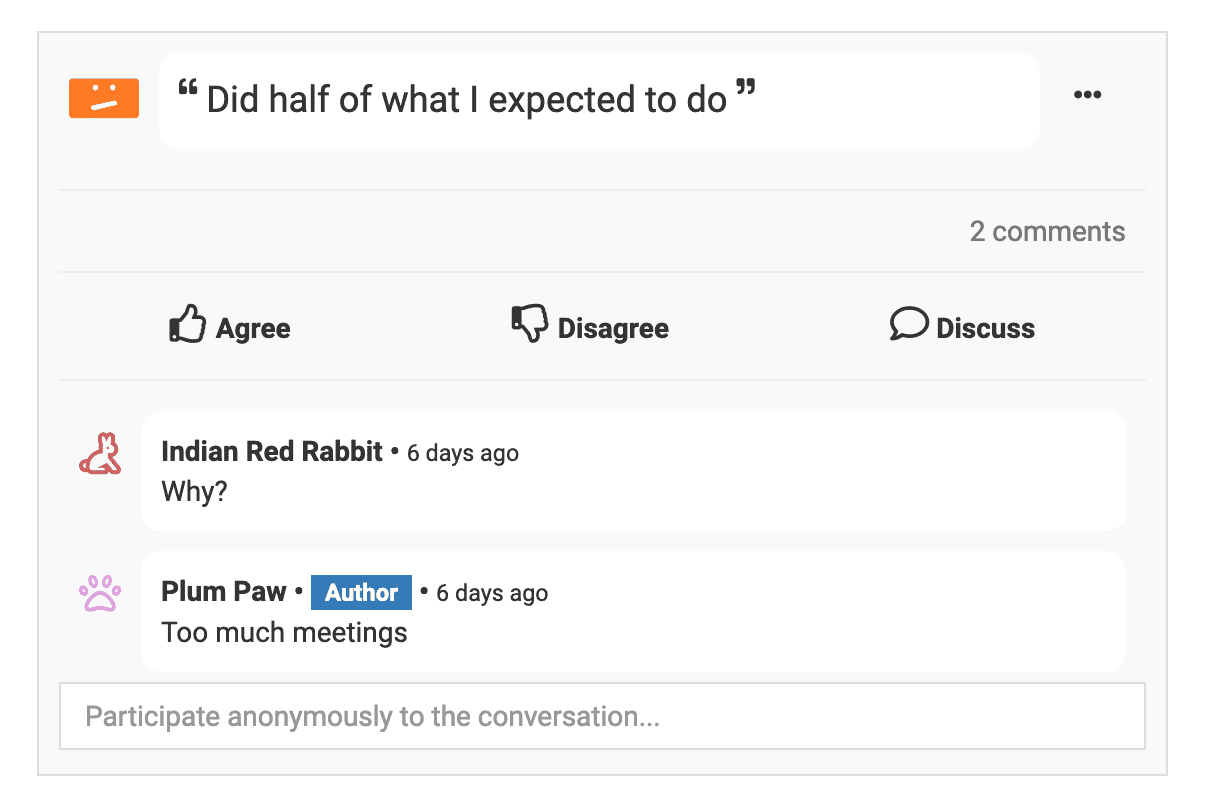 “ Did half of what I expected to do ”
2 comments
Agree
Disagree
Discuss
Indian Red Rabbit • 6 days ago
Why?
Plum Paw • Author • 6 days ago
Too much meetings
Participate anonymously to the conversation...